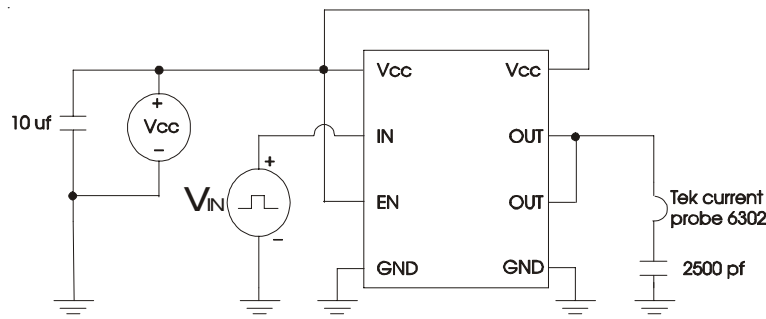 Vcc Vcc
10 uf
+
Vcc
−
IN OUT
+
VIN
−
EN OUT
Tek current
probe 6302
GND GND
2500 pf